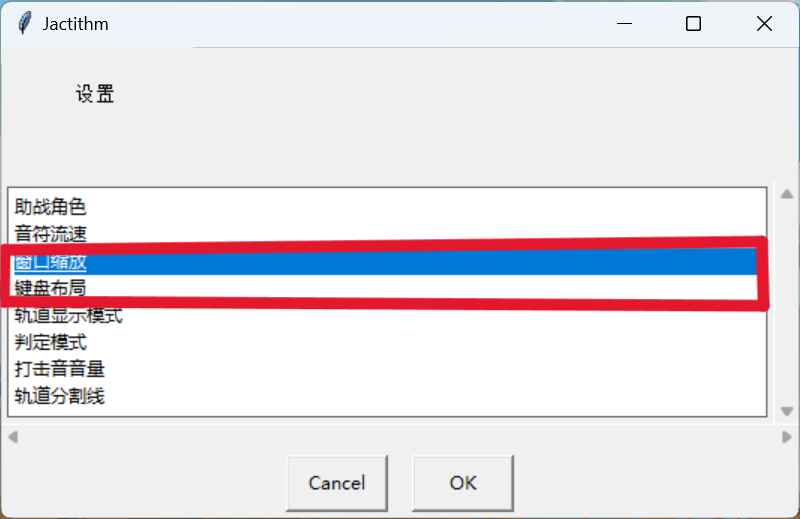 Jactithm
设置
助战角色
音符流速
窗口缩放
键盘布局
轨道显示模式
判定模式
打击音音量
轨道分割线
Cancel
OK